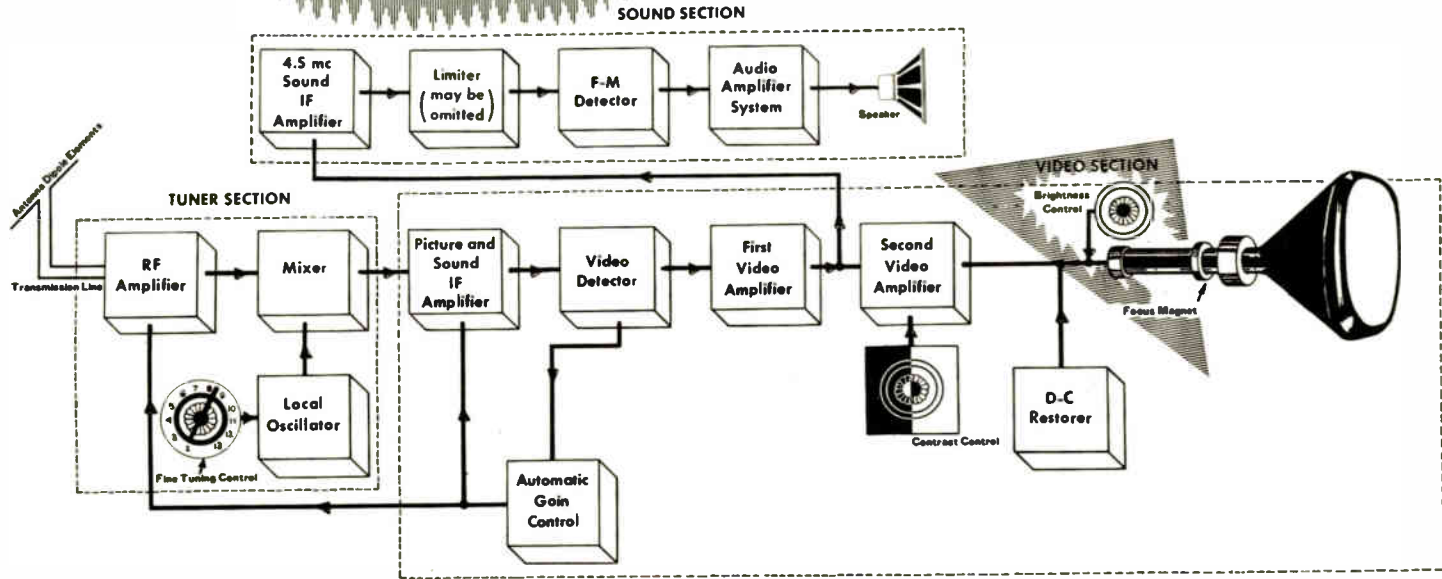 SOUND SECTION
4.5 mc
Sound
IF
Amplifier
Limiter
(may be
omitted)
F-M
Detector
Audio
Amplifier
System
Speaker
Antenna Dipole Elements
Transmission Line
TUNER SECTION
RF
Amplifier
Mixer
Local
Oscillator
Fine Tuning Control
Picture and
Sound
IF
Amplifier
Video
Detector
First
Video
Amplifier
Second
Video
Amplifier
VIDEO SECTION
Brightness
Control
Focus Magnet
Contrast Control
D-C
Restorer
Automatic
Gain
Control